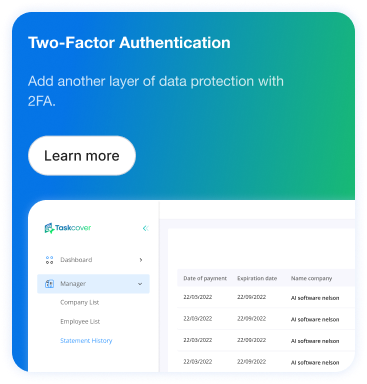 Two-Factor Authentication
Add another layer of data protection with
2FA.
Learn more
Taskcover
Dashboard
Manager
Company List
Employee List
Statement History
Date of payment Expiration date Name company
22/03/2022 22/09/2022 AI software nelson
22/03/2022 22/09/2022 AI software nelson
22/03/2022 22/09/2022 AI software nelson
22/03/2022 22/09/2022 AI software nelson